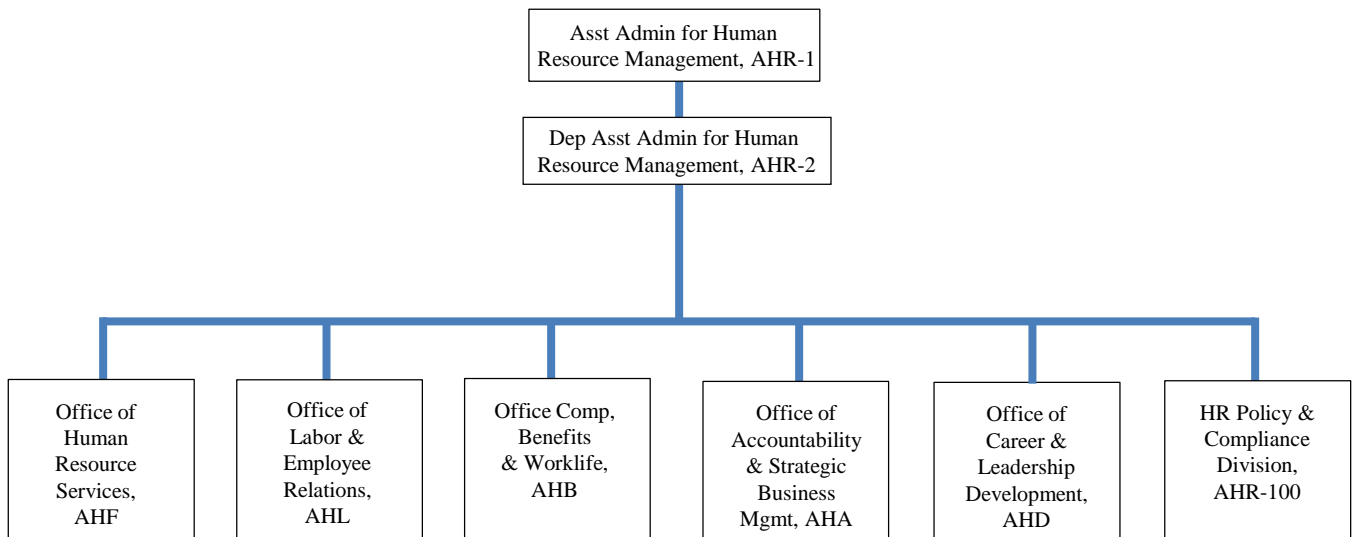 Asst Admin for Human
Resource Management, AHR-1
Dep Asst Admin for Human
Resource Management, AHR-2
Office of
Human
Resource
Services,
AHF
Office of
Labor &
Employee
Relations,
AHL
Office Comp,
Benefits
& Worklife,
AHB
Office of
Accountability
& Strategic
Business
Mgmt, AHA
Office of
Career &
Leadership
Development,
AHD
HR Policy &
Compliance
Division,
AHR-100